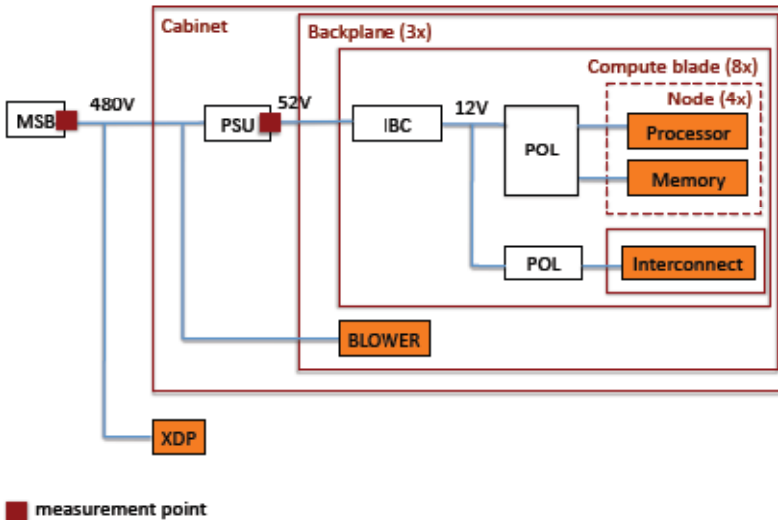 Cabinet
Backplane (3x)
Compute blade (8x)
Node (4x)
480V
52V
12V
MSB
PSU
IBC
POL
Processor
Memory
POL
Interconnect
BLOWER
XDP
measurement point